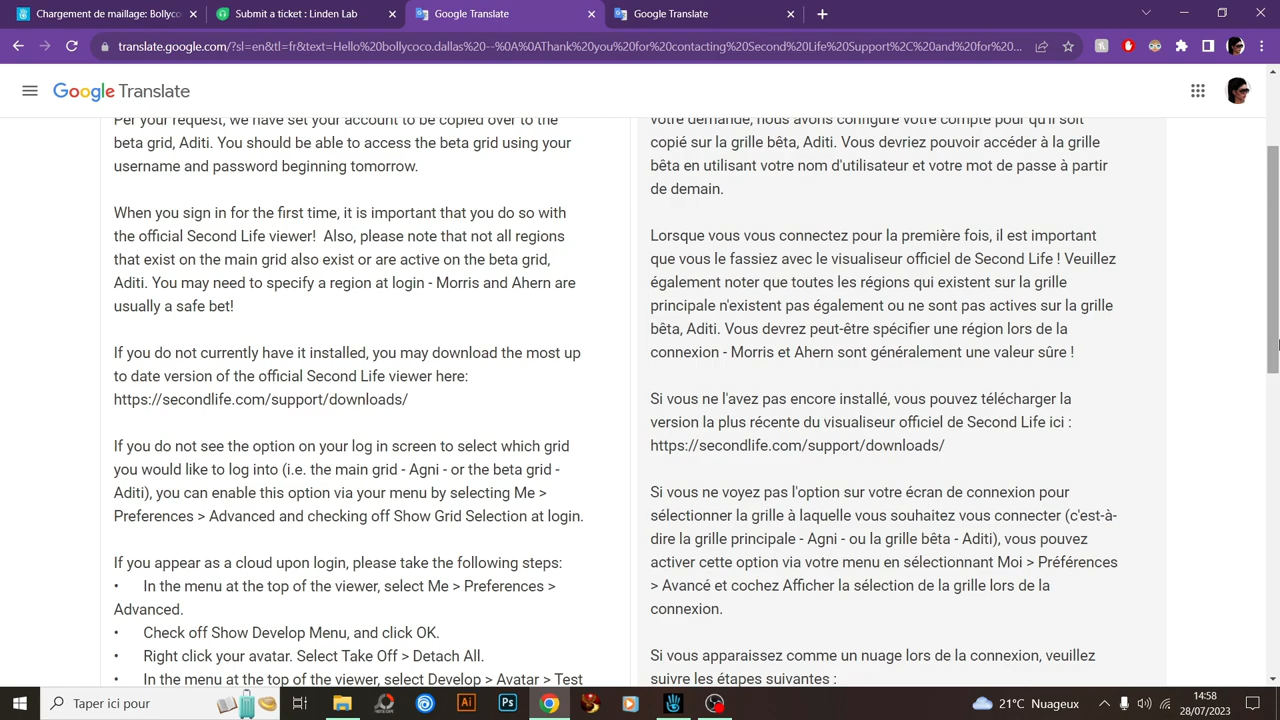 Chargement de maillage: Bollyco
Submit a ticket : Linden Lab
Google Translate
Google Translate
translate.google.com/?sl=en&tl=fr&text=Hello%20bollycoco.dallas%20--%0A%0AThank%20you%20for%20contacting%20Second%20Life%20Support%2C%20and%20for%20...
Google Translate
Per your request, we have set your account to be copied over to the
beta grid, Aditi. You should be able to access the beta grid using your
username and password beginning tomorrow.
When you sign in for the first time, it is important that you do so with
the official Second Life viewer!  Also, please note that not all regions
that exist on the main grid also exist or are active on the beta grid,
Aditi. You may need to specify a region at login - Morris and Ahern are
usually a safe bet!
If you do not currently have it installed, you may download the most up
to date version of the official Second Life viewer here:
https://secondlife.com/support/downloads/
If you do not see the option on your log in screen to select which grid
you would like to log into (i.e. the main grid - Agni - or the beta grid -
Aditi), you can enable this option via your menu by selecting Me >
Preferences > Advanced and checking off Show Grid Selection at login.
If you appear as a cloud upon login, please take the following steps:
• In the menu at the top of the viewer, select Me > Preferences >
Advanced.
• Check off Show Develop Menu, and click OK.
• Right click your avatar. Select Take Off > Detach All.
• In the menu at the top of the viewer, select Develop > Avatar > Test
votre demande, nous avons configuré votre compte pour qu'il soit
copié sur la grille bêta, Aditi. Vous devriez pouvoir accéder à la grille
bêta en utilisant votre nom d'utilisateur et votre mot de passe à partir
de demain.
Lorsque vous vous connectez pour la première fois, il est important
que vous le fassiez avec le visualiseur officiel de Second Life ! Veuillez
également noter que toutes les régions qui existent sur la grille
principale n'existent pas également ou ne sont pas actives sur la grille
bêta, Aditi. Vous devrez peut-être spécifier une région lors de la
connexion - Morris et Ahern sont généralement une valeur sûre !
Si vous ne l'avez pas encore installé, vous pouvez télécharger la
version la plus récente du visualiseur officiel de Second Life ici :
https://secondlife.com/support/downloads/
Si vous ne voyez pas l'option sur votre écran de connexion pour
sélectionner la grille à laquelle vous souhaitez vous connecter (c'est-à-
dire la grille principale - Agni - ou la grille bêta - Aditi), vous pouvez
activer cette option via votre menu en sélectionnant Moi > Préférences
> Avancé et cochez Afficher la sélection de la grille lors de la
connexion.
Si vous apparaissez comme un nuage lors de la connexion, veuillez
suivre les étapes suivantes :
Taper ici pour
Ai
Ps
21°C Nuageux
14:58
28/07/2023